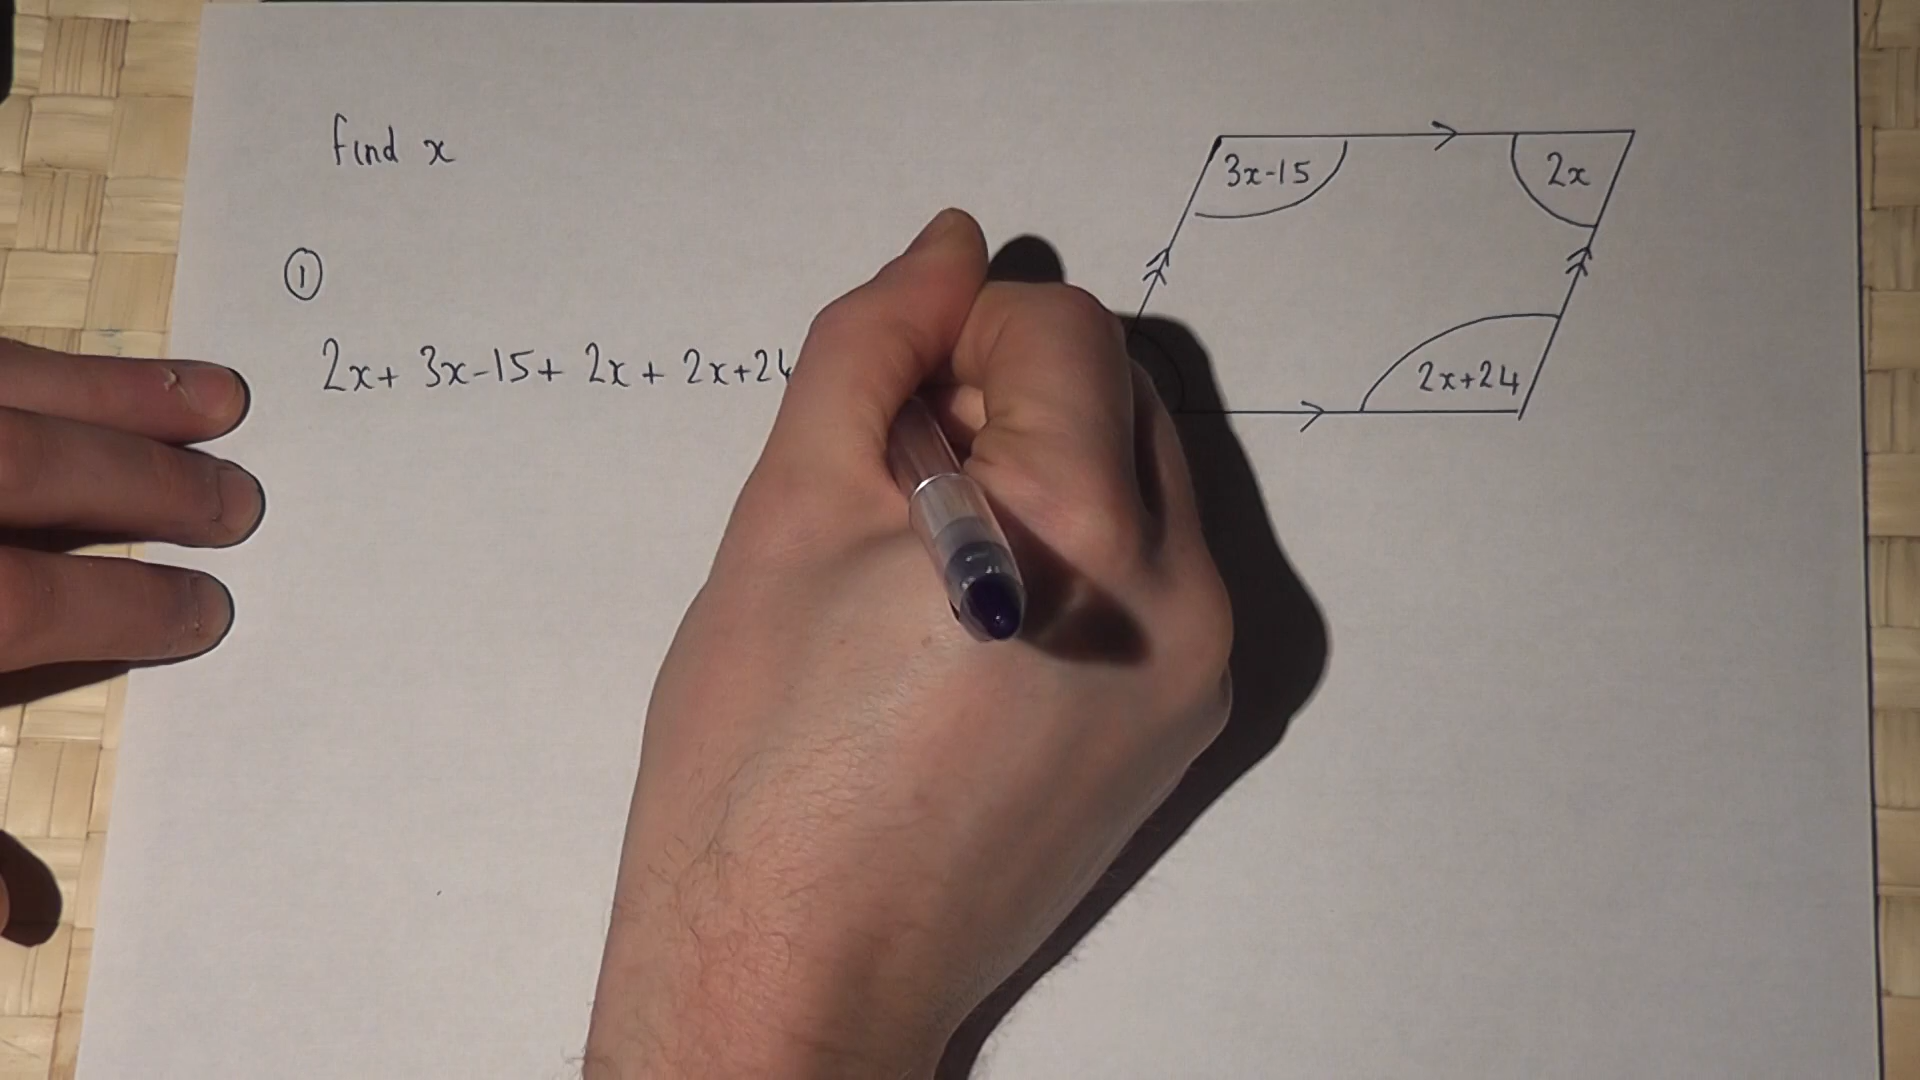 find x
3x-15
2x
①
2x+ 3x-15+ 2x + 2x+24
2x+24